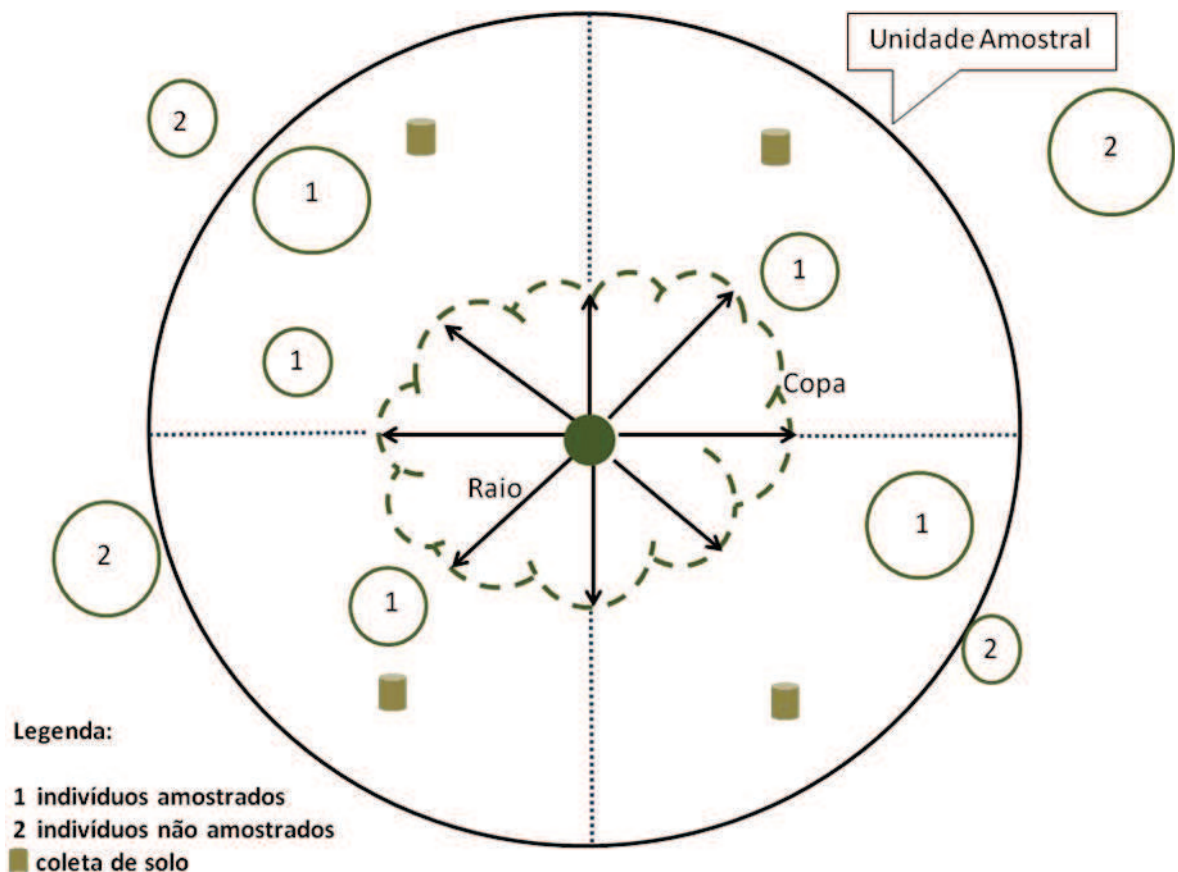 Unidade Amostral
2
2
1
1
1
Copa
Raio
1
2
1
2
Legenda:
1 indivíduos amostrados
2 indivíduos não amostrados
coleta de solo